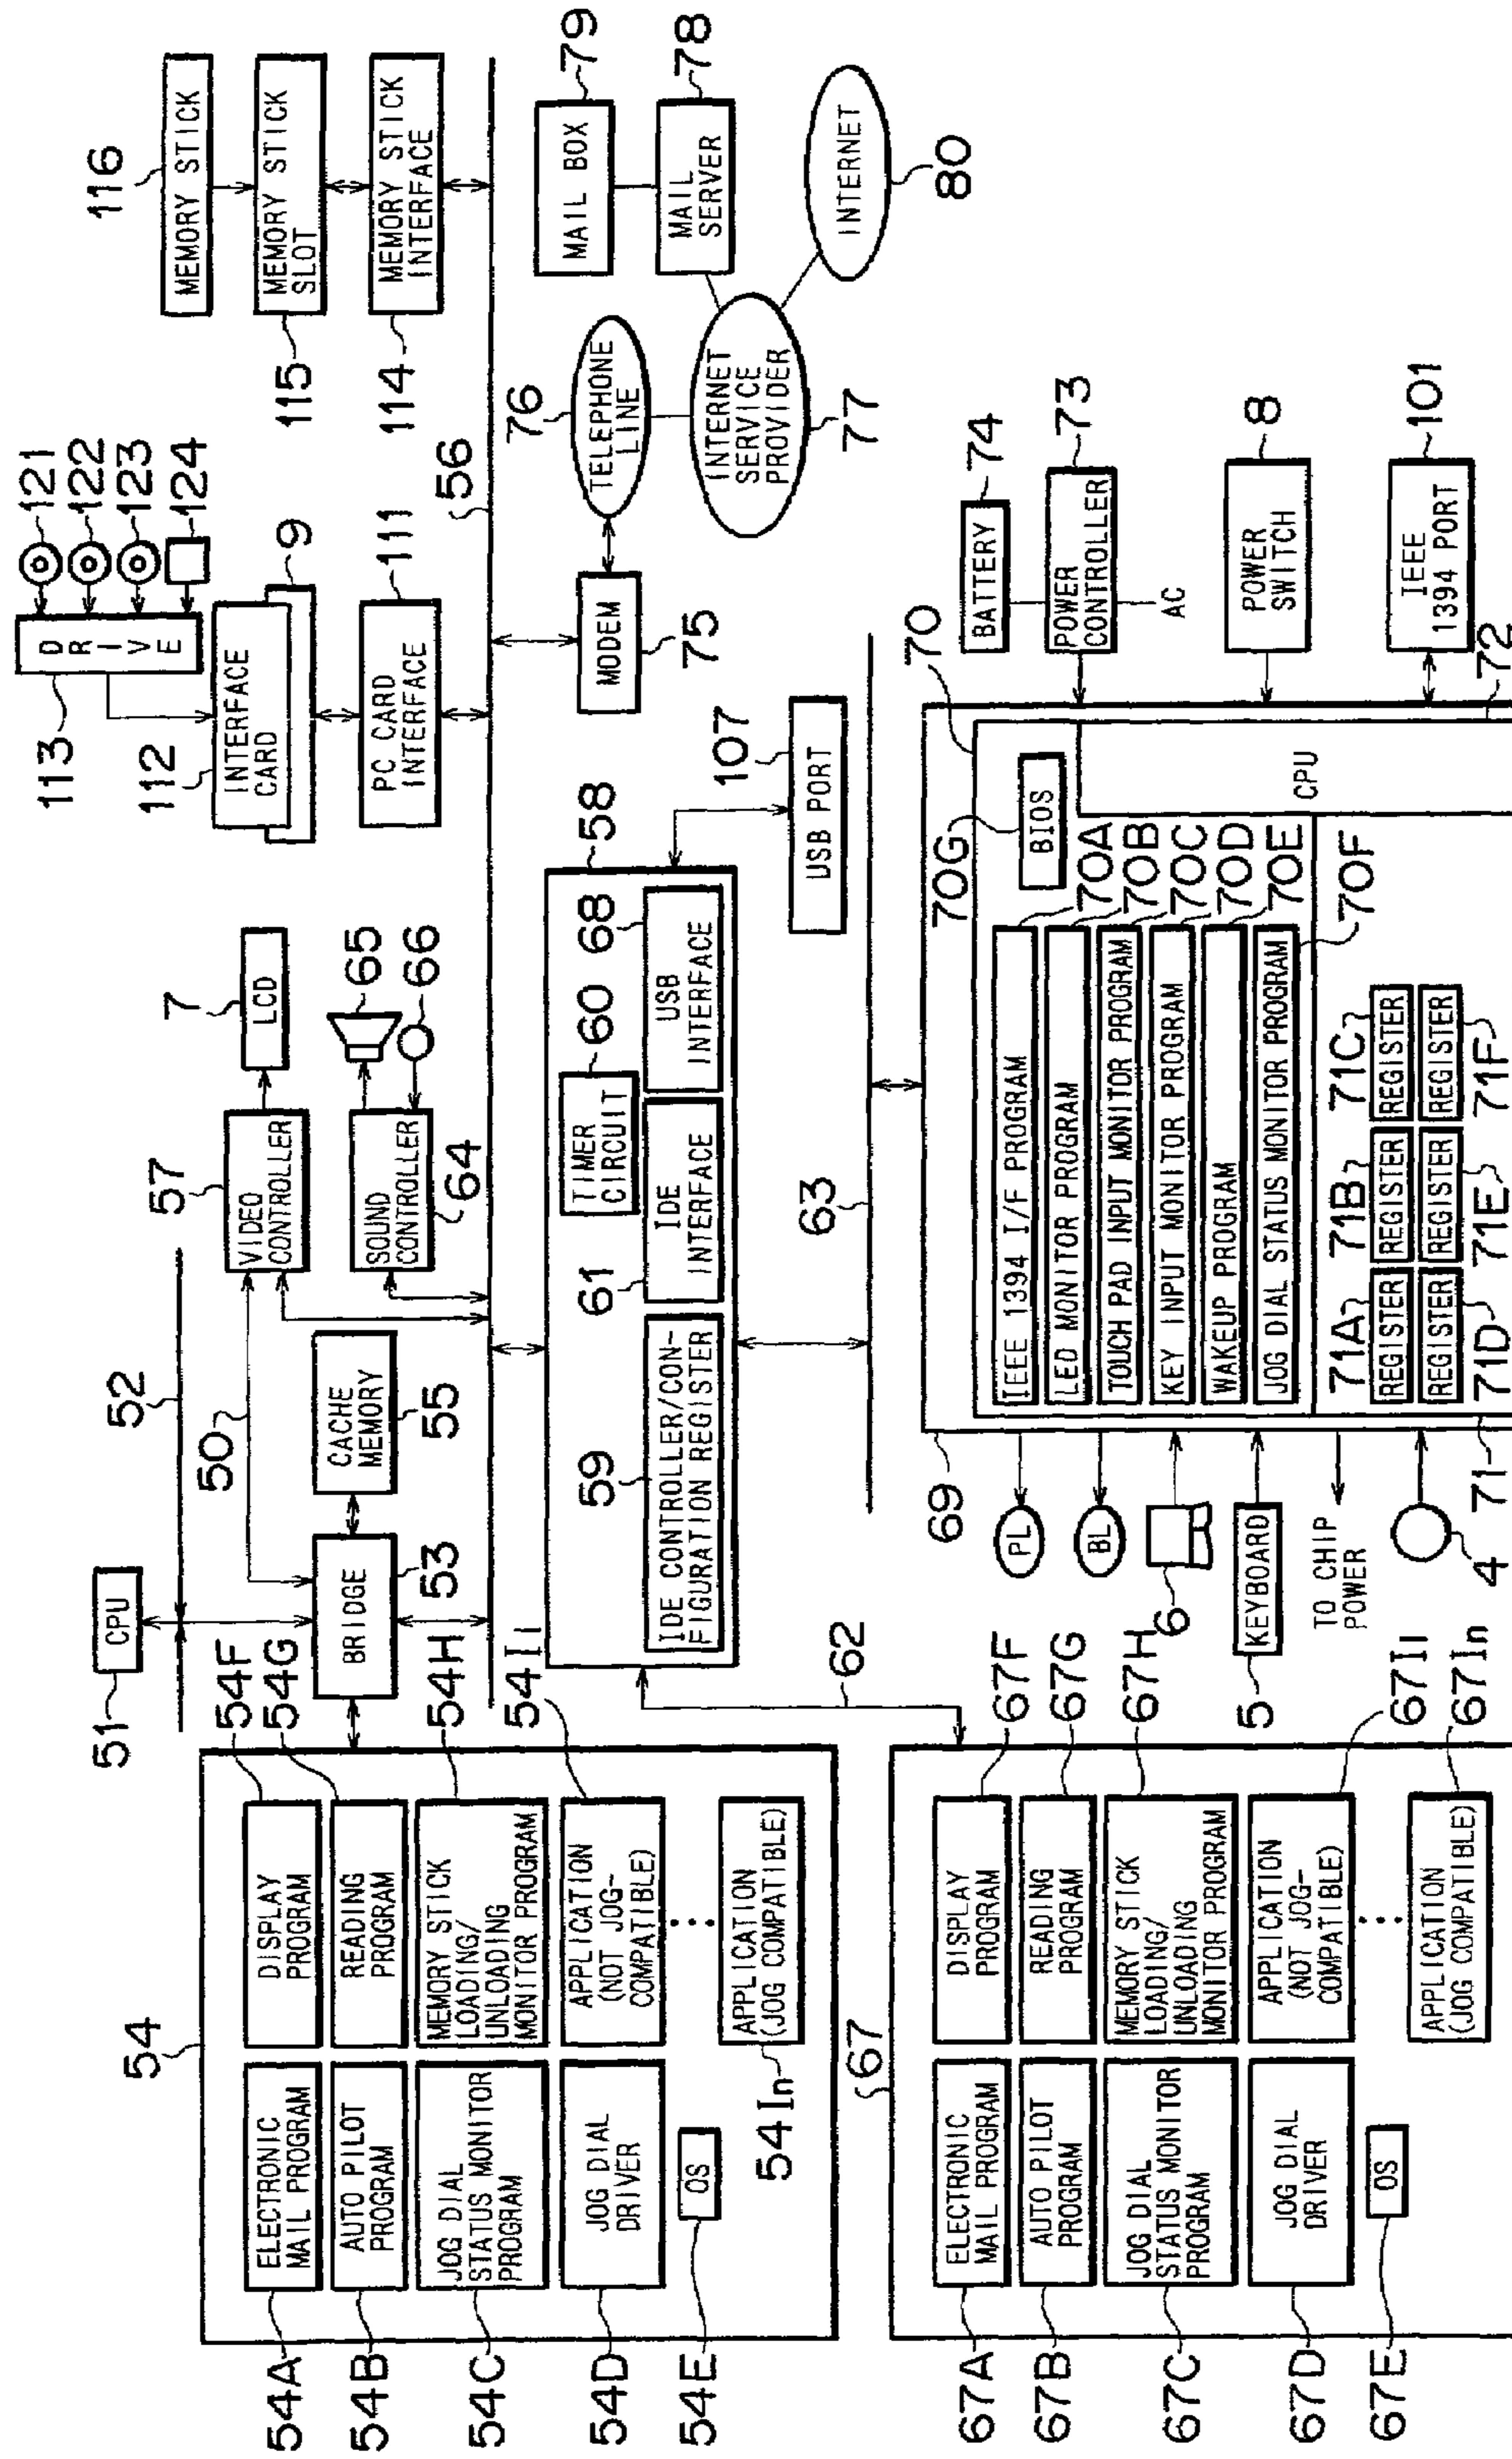 51
CPU
52
50
57
VIDEO
CONTROLLER
7
LCD
113
DRIVE
121
122
123
124
116
MEMORY STICK
54
54F
54G
54H
54I1
BRIDGE
53
CACHE
MEMORY
55
SOUND
CONTROLLER
64
65
66
112
INTERFACE
CARD
9
115
MEMORY STICK
SLOT
PC CARD
INTERFACE
111
114
MEMORY STICK
INTERFACE
56
54A
ELECTRONIC
MAIL PROGRAM
DISPLAY
PROGRAM
54B
AUTO PILOT
PROGRAM
READING
PROGRAM
54C
JOG DIAL
STATUS MONITOR
PROGRAM
MEMORY STICK
LOADING/
UNLOADING
MONITOR PROGRAM
54D
JOG DIAL
DRIVER
APPLICATION
(NOT JOG-
COMPATIBLE)
54E
OS
54In
APPLICATION
(JOG COMPATIBLE)
58
59
IDE CONTROLLER/CON-
FIGURATION REGISTER
61
IDE
INTERFACE
60
TIMER
CIRCUIT
68
USB
INTERFACE
107
USB PORT
MODEM
75
76
TELEPHONE
LINE
INTERNET
SERVICE
PROVIDER
77
MAIL BOX
79
MAIL
SERVER
78
INTERNET
80
62
63
67
67F
67G
67H
67I1
67In
67A
ELECTRONIC
MAIL PROGRAM
DISPLAY
PROGRAM
67B
AUTO PILOT
PROGRAM
READING
PROGRAM
67C
JOG DIAL
STATUS MONITOR
PROGRAM
MEMORY STICK
LOADING/
UNLOADING
MONITOR PROGRAM
67D
JOG DIAL
DRIVER
APPLICATION
(NOT JOG-
COMPATIBLE)
67E
OS
APPLICATION
(JOG COMPATIBLE)
69
PL
BL
6
5
KEYBOARD
TO CHIP
POWER
4
71
70
70G
BIOS
IEEE 1394 I/F PROGRAM
70A
LED MONITOR PROGRAM
70B
TOUCH PAD INPUT MONITOR PROGRAM
70C
KEY INPUT MONITOR PROGRAM
70D
WAKEUP PROGRAM
70E
JOG DIAL STATUS MONITOR PROGRAM
70F
CPU
72
71A
REGISTER
71B
REGISTER
71C
REGISTER
REGISTER
71D
REGISTER
71E
REGISTER
71F
BATTERY
74
POWER
CONTROLLER
73
AC
POWER
SWITCH
8
IEEE
1394 PORT
101